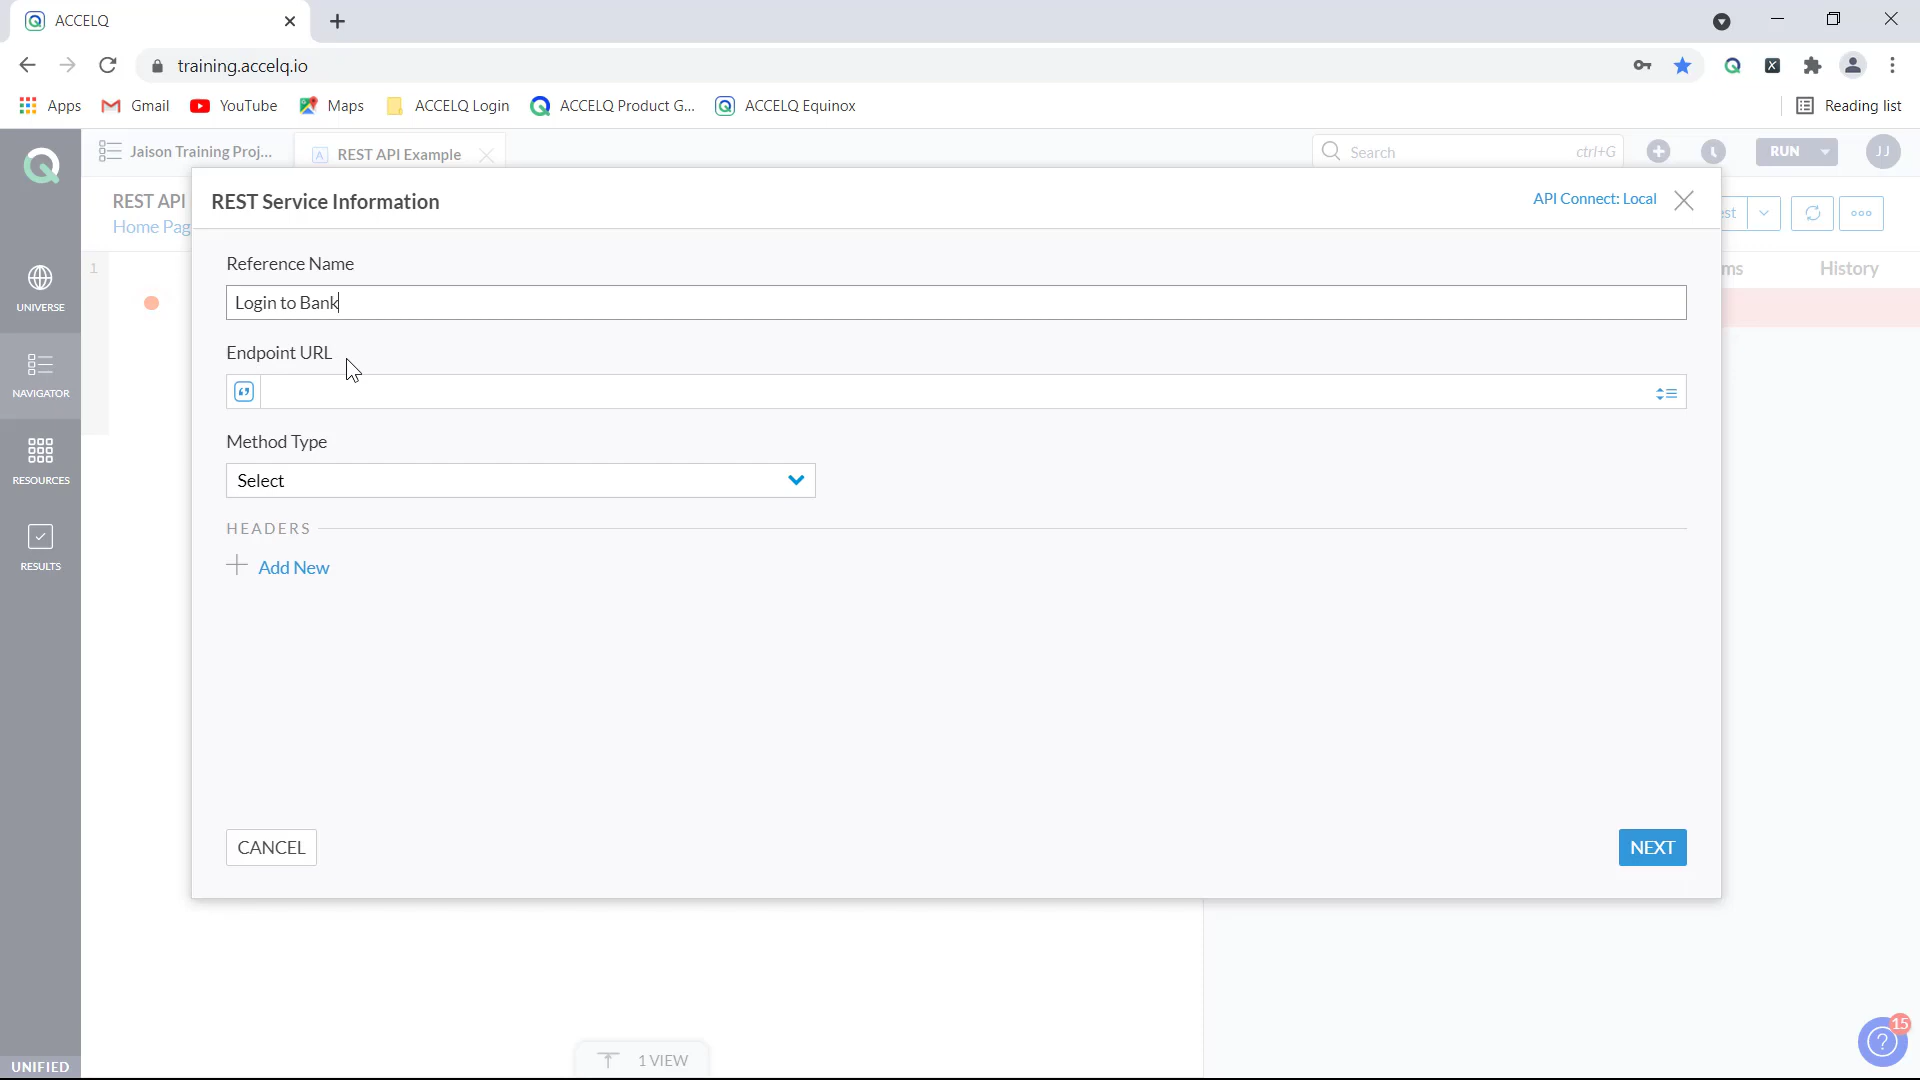 ACCELQ
training.accelq.io
Apps Gmail YouTube Maps ACCELQ Login ACCELQ Product G... ACCELQ Equinox Reading list
Jaison Training Proj... REST API Example Search ctrl+G RUN JJ
REST API
Home Pag
REST Service Information API Connect: Local
st
ms History
1
UNIVERSE
NAVIGATOR
RESOURCES
RESULTS
Reference Name
Login to Bank
Endpoint URL
Method Type
Select
HEADERS
Add New
CANCEL NEXT
1 VIEW
15
UNIFIED